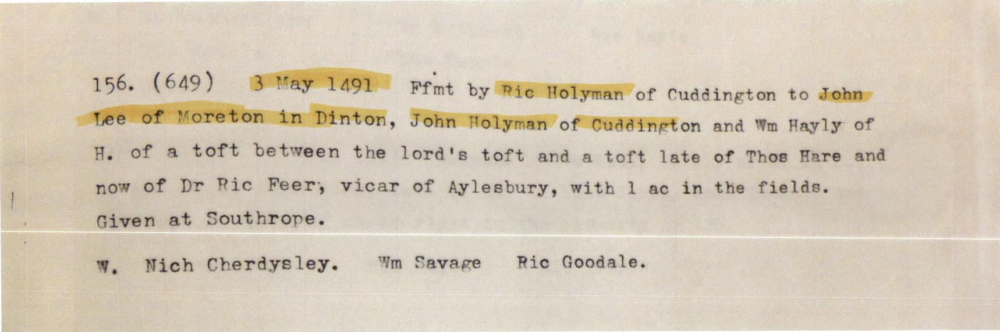 156. (649) 3 May 1491 Ffmt by Ric Holyman of Cuddington to John
Lee of Moreton in Dinton, John Holyman of Cuddington and Wm Hayly of
H. of a toft between the lord's toft and a toft late of Thos Hare and
now of Dr Ric Feer, vicar of Aylesbury, with 1 ac in the fields.
Given at Southrope.
W. Nich Cherdysley. Wm Savage Ric Goodale.